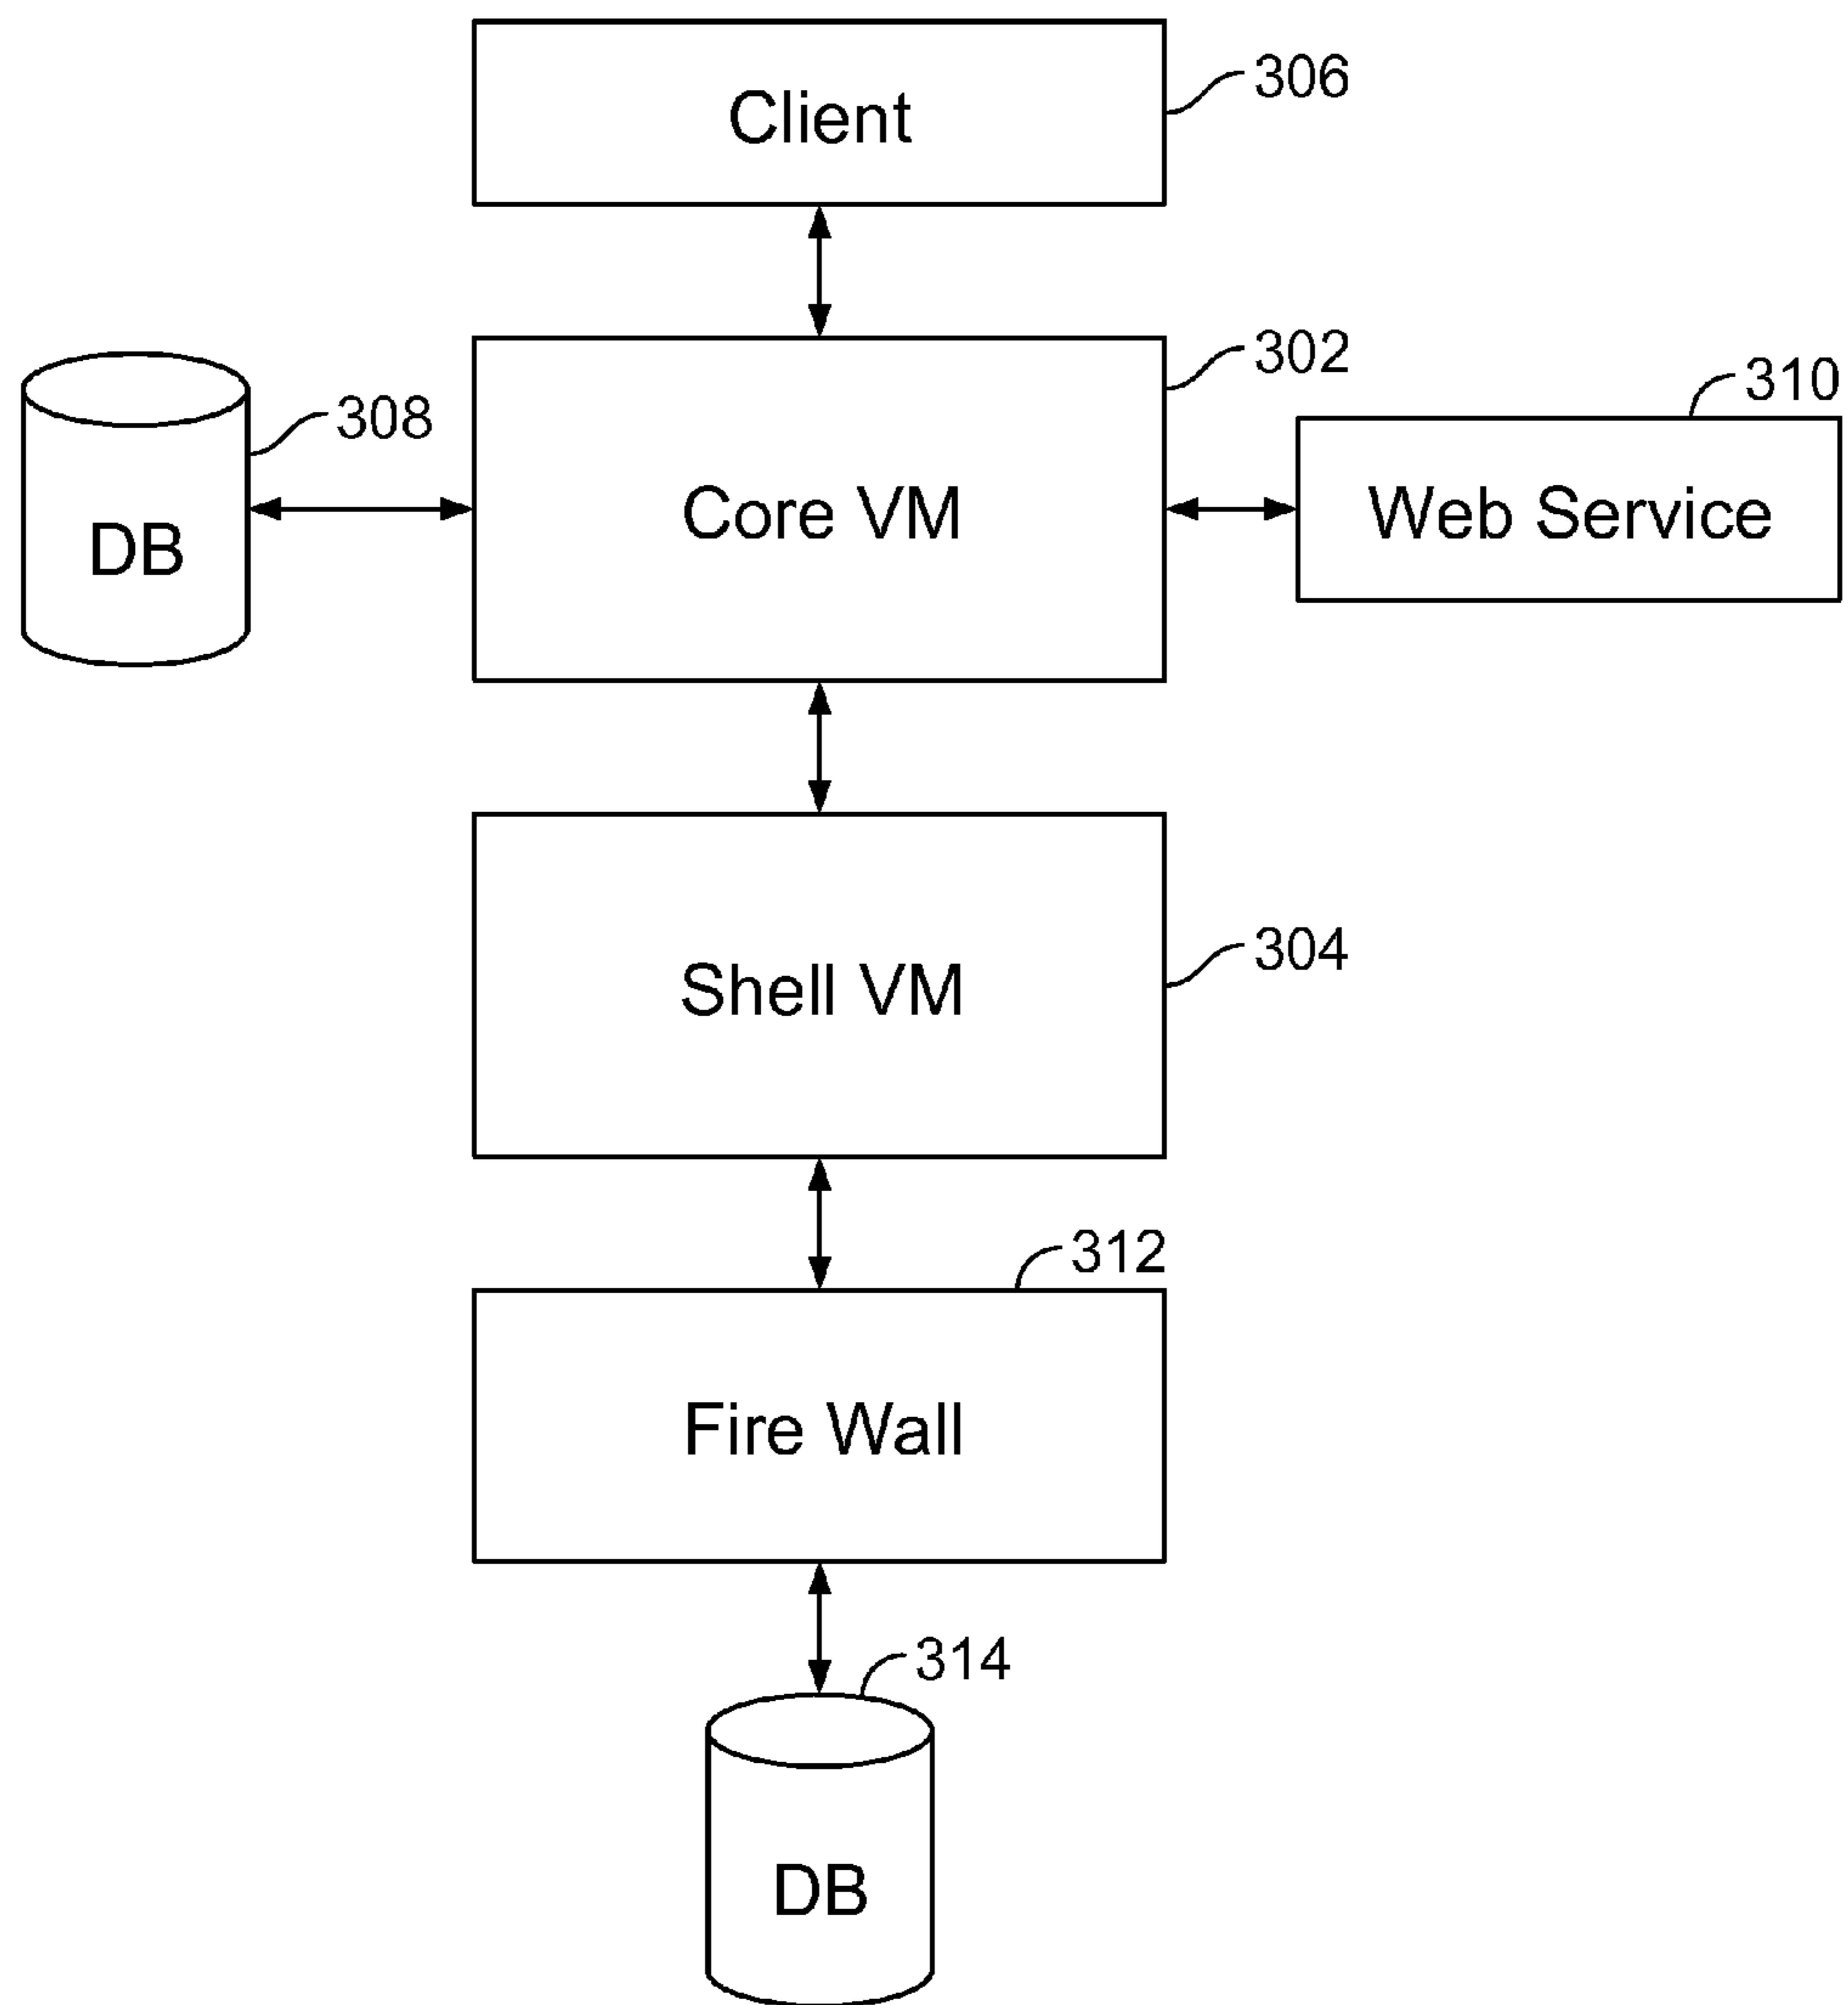 Client
306
302
310
308
Core VM
Web Service
DB
Shell VM
304
312
Fire Wall
314
DB